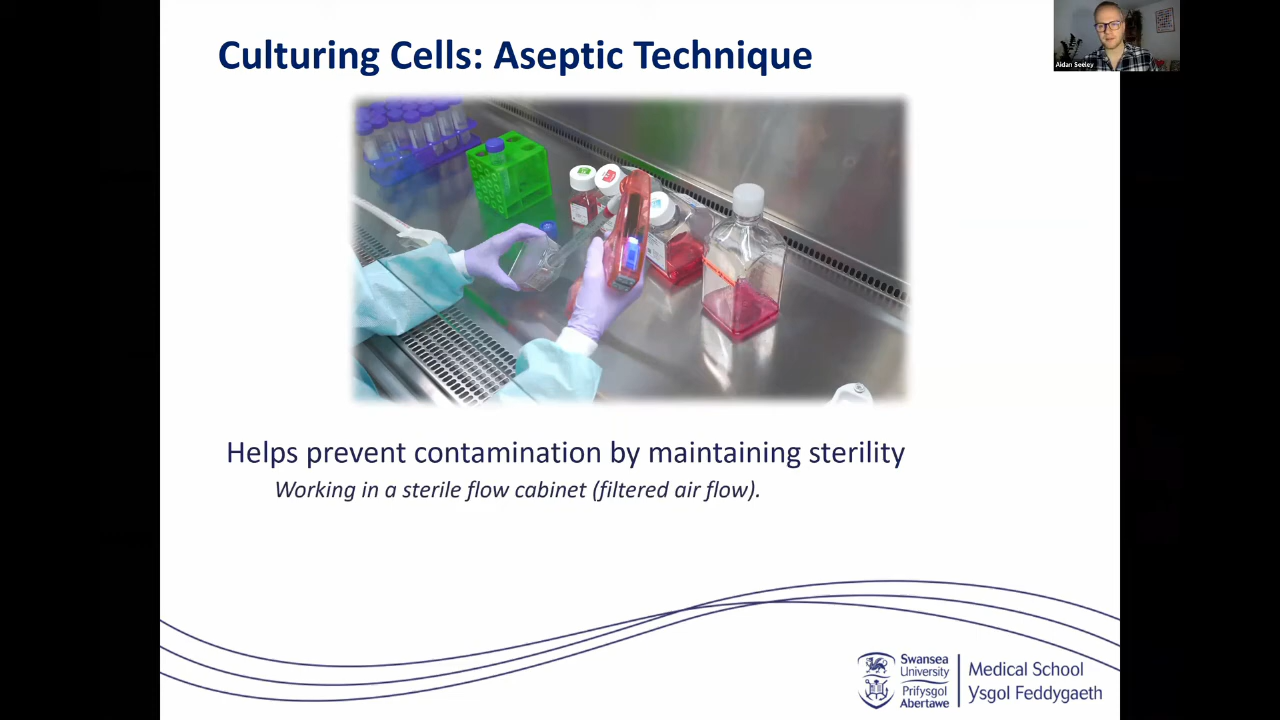 Culturing Cells: Aseptic Technique
Aidan Seeley
Helps prevent contamination by maintaining sterility
Working in a sterile flow cabinet (filtered air flow).
Swansea
University
Prifysgol
Abertawe
Medical School
Ysgol Feddygaeth